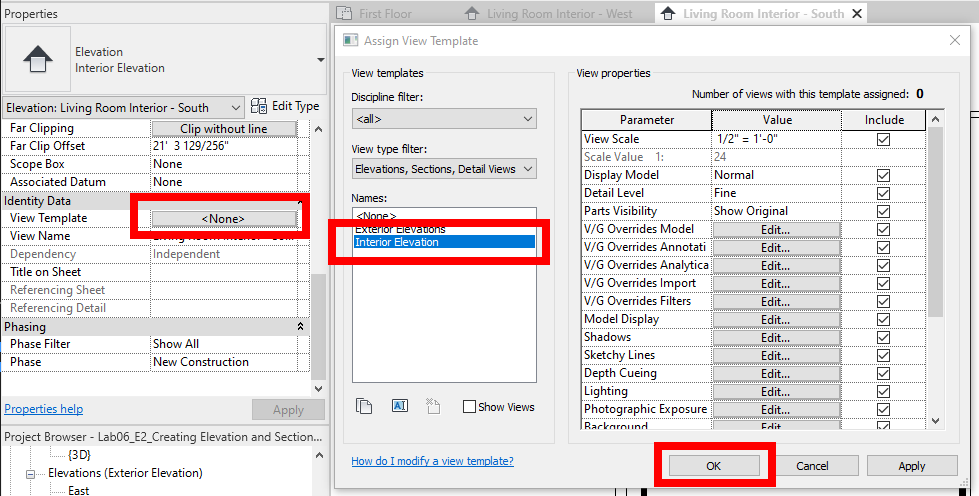 Properties
Elevation
Interior Elevation
Elevation: Living Room Interior - South
Edit Type
Far Clipping Clip without line
Far Clip Offset 21' 3 129/256"
Scope Box None
Associated Datum None
Identity Data
View Template <None>
View Name
Dependency Independent
Title on Sheet
Referencing Sheet
Referencing Detail
Phasing
Phase Filter Show All
Phase New Construction
Properties help
Apply
Project Browser - Lab06_E2_Creating Elevation and Section...
{3D}
Elevations (Exterior Elevation)
East
First Floor
Living Room Interior - West
Living Room Interior - South
Assign View Template
View templates
Discipline filter:
<all>
View type filter:
Elevations, Sections, Detail Views
Names:
<None>
Exterior Elevations
Interior Elevation
Show Views
How do I modify a view template?
View properties
Number of views with this template assigned: 0
Parameter Value Include
View Scale 1/2" = 1'-0"
Scale Value 1: 24
Display Model Normal
Detail Level Fine
Parts Visibility Show Original
V/G Overrides Model Edit...
V/G Overrides Annotati Edit...
V/G Overrides Analytica Edit...
V/G Overrides Import Edit...
V/G Overrides Filters Edit...
Model Display Edit...
Shadows Edit...
Sketchy Lines Edit...
Depth Cueing Edit...
Lighting Edit...
Photographic Exposure Edit...
Background Edit...
OK
Cancel
Apply